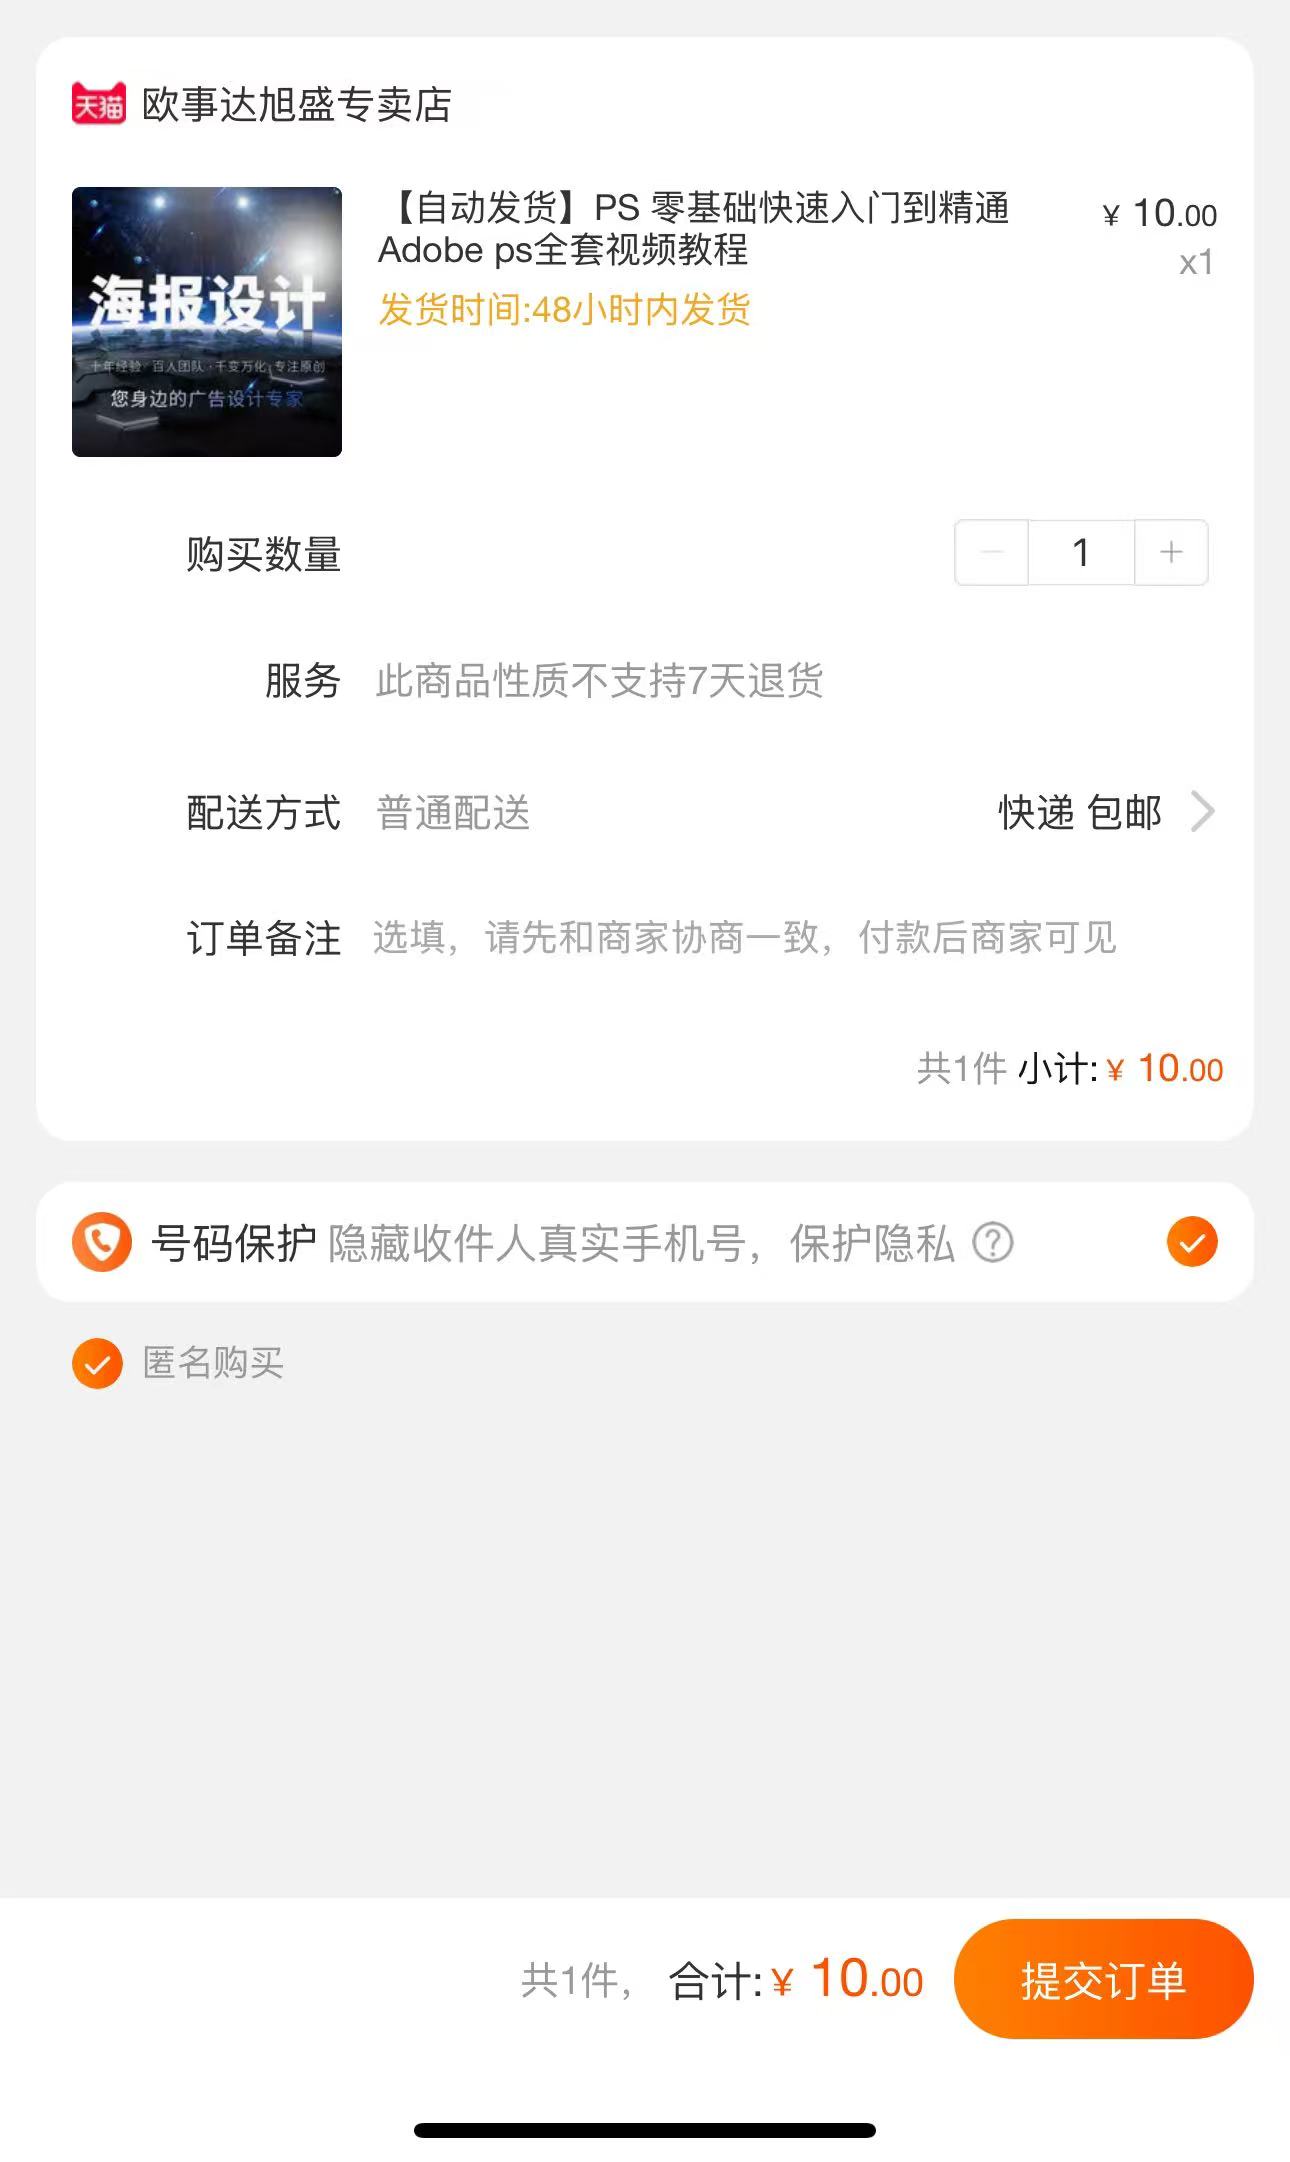 天猫 欧事达旭盛专卖店
海报设计
十年经验·百人团队·千变万化·专注原创
您身边的广告设计专家
【自动发货】PS 零基础快速入门到精通
Adobe ps全套视频教程
发货时间:48小时内发货
¥ 10.00
x1
购买数量 1
服务 此商品性质不支持7天退货
配送方式 普通配送 快递 包邮
订单备注 选填，请先和商家协商一致，付款后商家可见
共1件 小计:¥ 10.00
号码保护 隐藏收件人真实手机号，保护隐私
匿名购买
共1件， 合计:¥ 10.00 提交订单